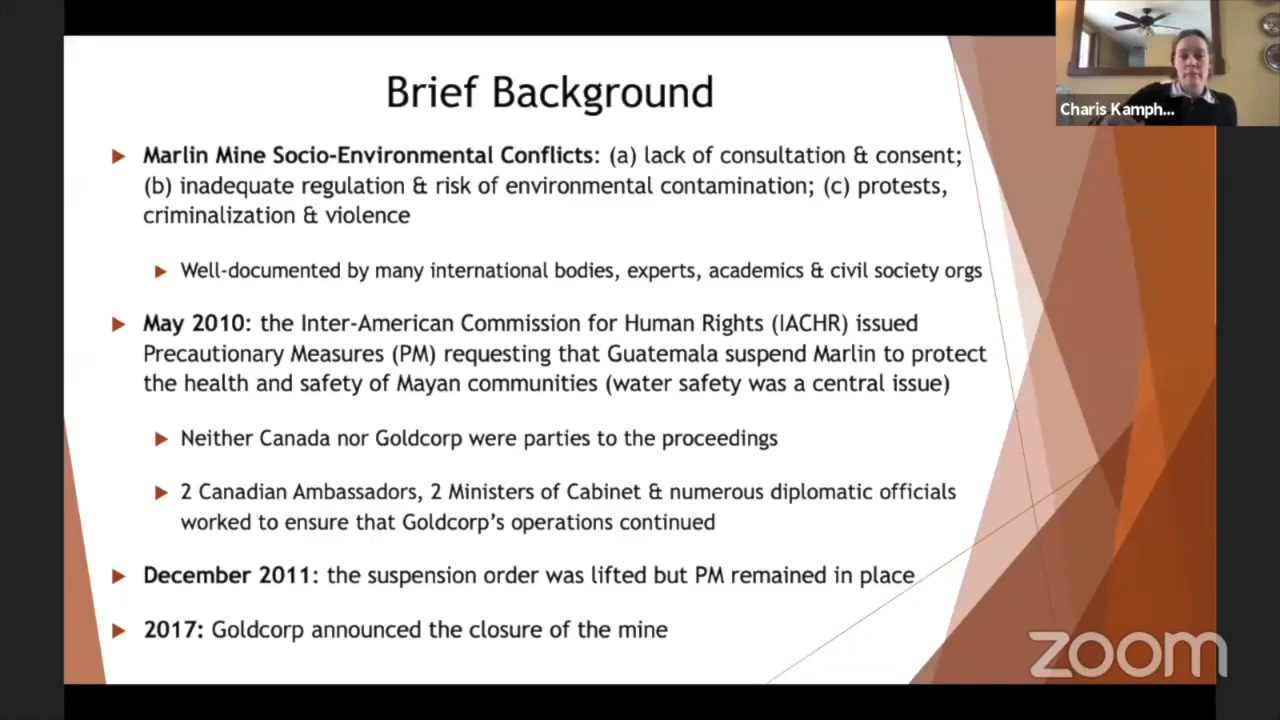 Brief Background
Marlin Mine Socio-Environmental Conflicts: (a) lack of consultation & consent;
(b) inadequate regulation & risk of environmental contamination; (c) protests,
criminalization & violence
Well-documented by many international bodies, experts, academics & civil society orgs
May 2010: the Inter-American Commission for Human Rights (IACHR) issued
Precautionary Measures (PM) requesting that Guatemala suspend Marlin to protect
the health and safety of Mayan communities (water safety was a central issue)
Neither Canada nor Goldcorp were parties to the proceedings
2 Canadian Ambassadors, 2 Ministers of Cabinet & numerous diplomatic officials
worked to ensure that Goldcorp's operations continued
December 2011: the suspension order was lifted but PM remained in place
2017: Goldcorp announced the closure of the mine
Charis Kamph...
zoom